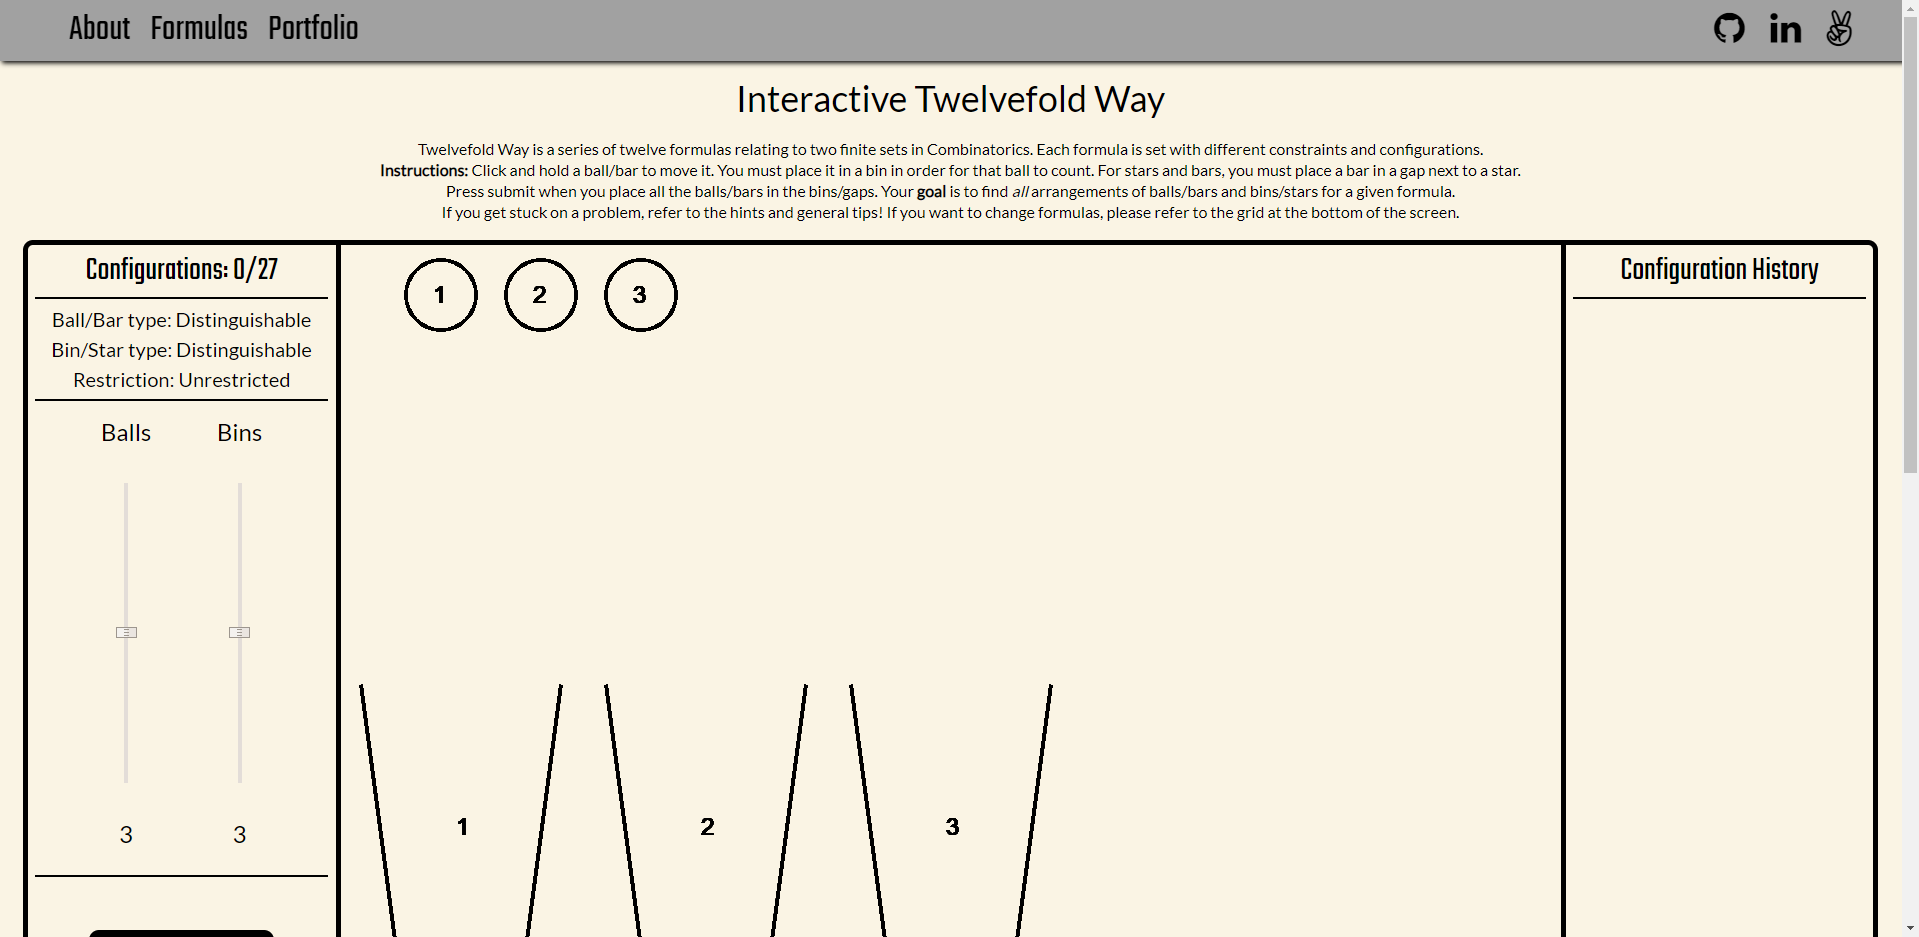 About Formulas Portfolio
Interactive Twelvefold Way
Twelvefold Way is a series of twelve formulas relating to two finite sets in Combinatorics. Each formula is set with different constraints and configurations.
Instructions: Click and hold a ball/bar to move it. You must place it in a bin in order for that ball to count. For stars and bars, you must place a bar in a gap next to a star.
Press submit when you place all the balls/bars in the bins/gaps. Your goal is to find all arrangements of balls/bars and bins/stars for a given formula.
If you get stuck on a problem, refer to the hints and general tips! If you want to change formulas, please refer to the grid at the bottom of the screen.
Configurations: 0/27
Ball/Bar type: Distinguishable
Bin/Star type: Distinguishable
Restriction: Unrestricted
Balls Bins
3 3
1 2 3
1 2 3
Configuration History